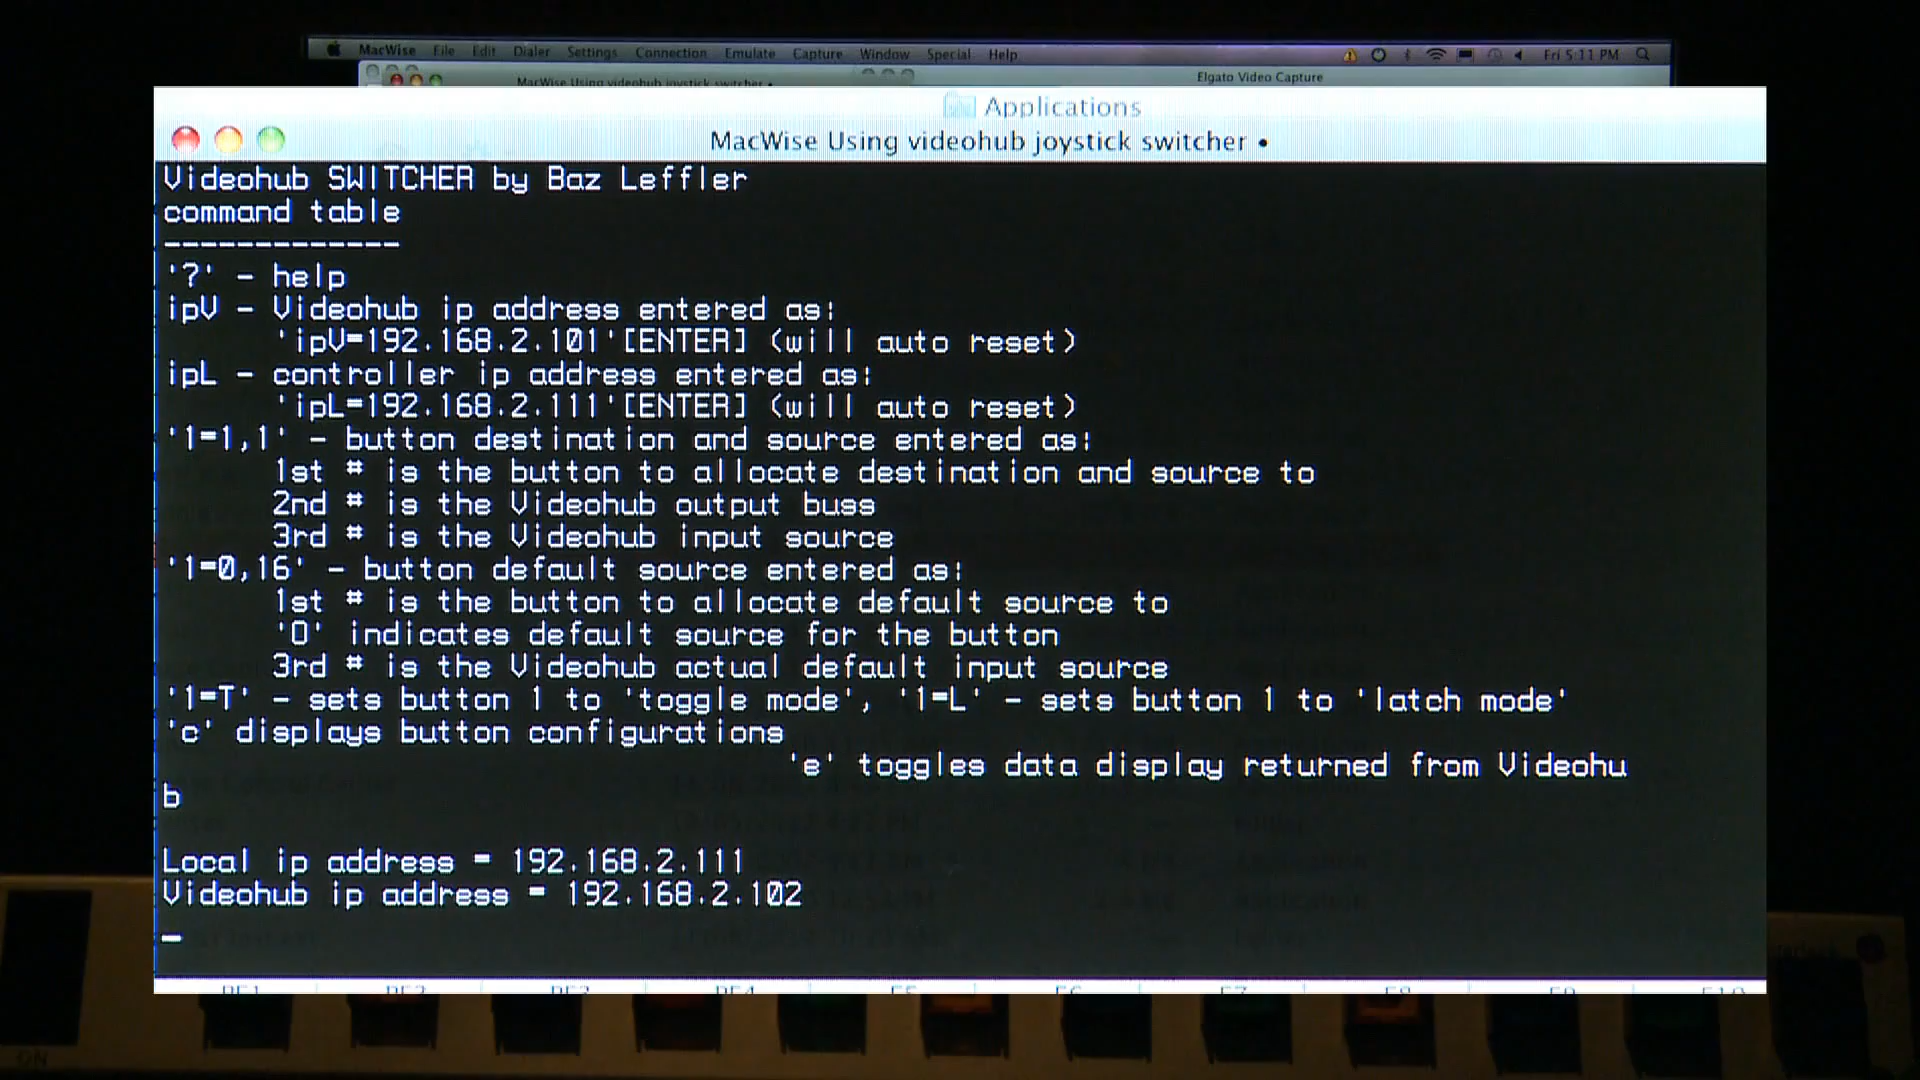 MacWise File Edit Dialer Settings Connection Emulate Capture Window Special Help Fri 5:11 PM
MacWise Using videohub joystick switcher •
Elgato Video Capture
Applications
MacWise Using videohub joystick switcher •
Videohub SWITCHER by Baz Leffler
command table
-------------
'?' - help
ipV - Videohub ip address entered as:
'ipV=192.168.2.101'[ENTER] (will auto reset)
ipL - controller ip address entered as:
'ipL=192.168.2.111'[ENTER] (will auto reset)
'1=1,1' - button destination and source entered as:
1st # is the button to allocate destination and source to
2nd # is the Videohub output buss
3rd # is the Videohub input source
'1=0,16' - button default source entered as:
1st # is the button to allocate default source to
'O' indicates default source for the button
3rd # is the Videohub actual default input source
'1=T' - sets button 1 to 'toggle mode', '1=L' - sets button 1 to 'latch mode'
'c' displays button configurations
'e' toggles data display returned from Videohu
b
Local ip address = 192.168.2.111
Videohub ip address = 192.168.2.102
ON